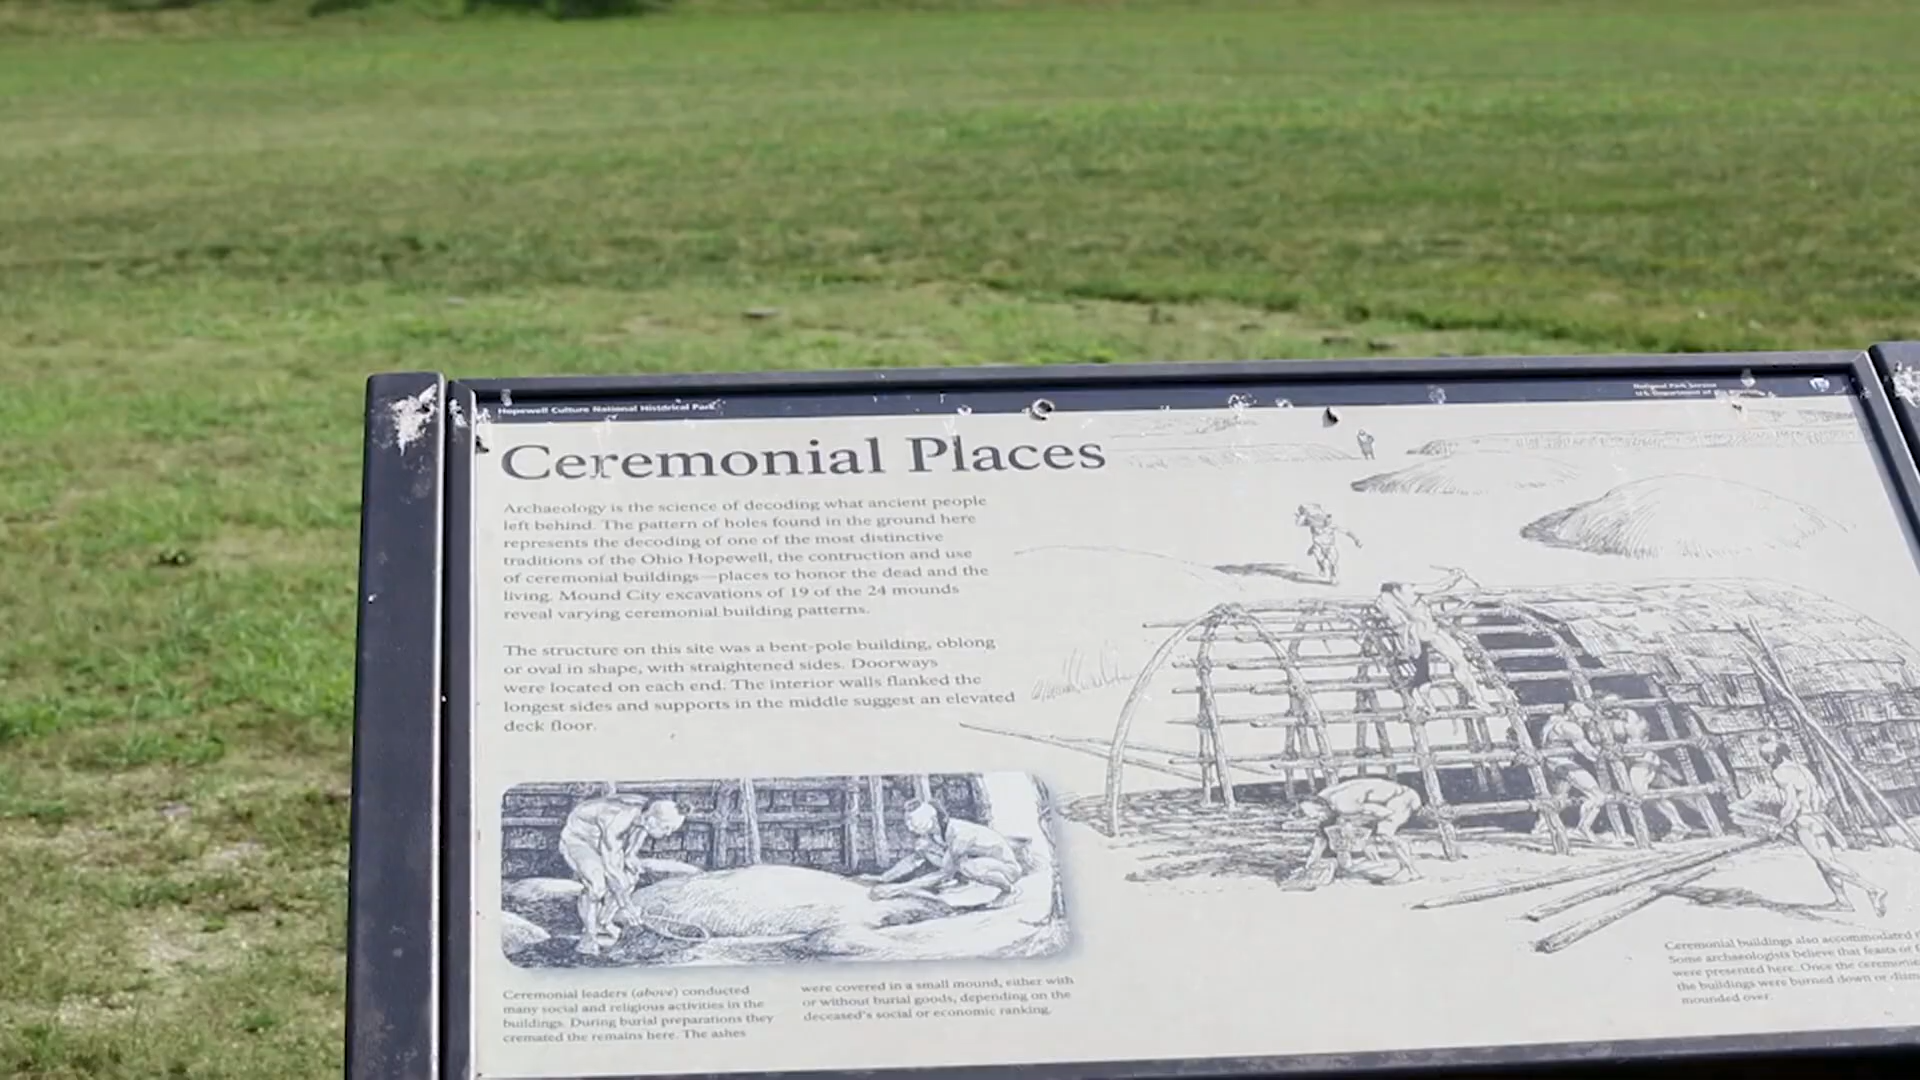 Hopewell Culture National Historical Park
National Park Service
U.S. Department of
Ceremonial Places
Archaeology is the science of decoding what ancient people
left behind. The pattern of holes found in the ground here
represents the decoding of one of the most distinctive
traditions of the Ohio Hopewell, the contruction and use
of ceremonial buildings—places to honor the dead and the
living. Mound City excavations of 19 of the 24 mounds
reveal varying ceremonial building patterns.
The structure on this site was a bent-pole building, oblong
or oval in shape, with straightened sides. Doorways
were located on each end. The interior walls flanked the
longest sides and supports in the middle suggest an elevated
deck floor.
Ceremonial leaders (above) conducted
many social and religious activities in the
buildings. During burial preparations they
cremated the remains here. The ashes
were covered in a small mound, either with
or without burial goods, depending on the
deceased's social or economic ranking.
Ceremonial buildings also accommodated
Some archaeologists believe that feasts or
were presented here. Once the ceremonie
the buildings were burned down or
mounded over.